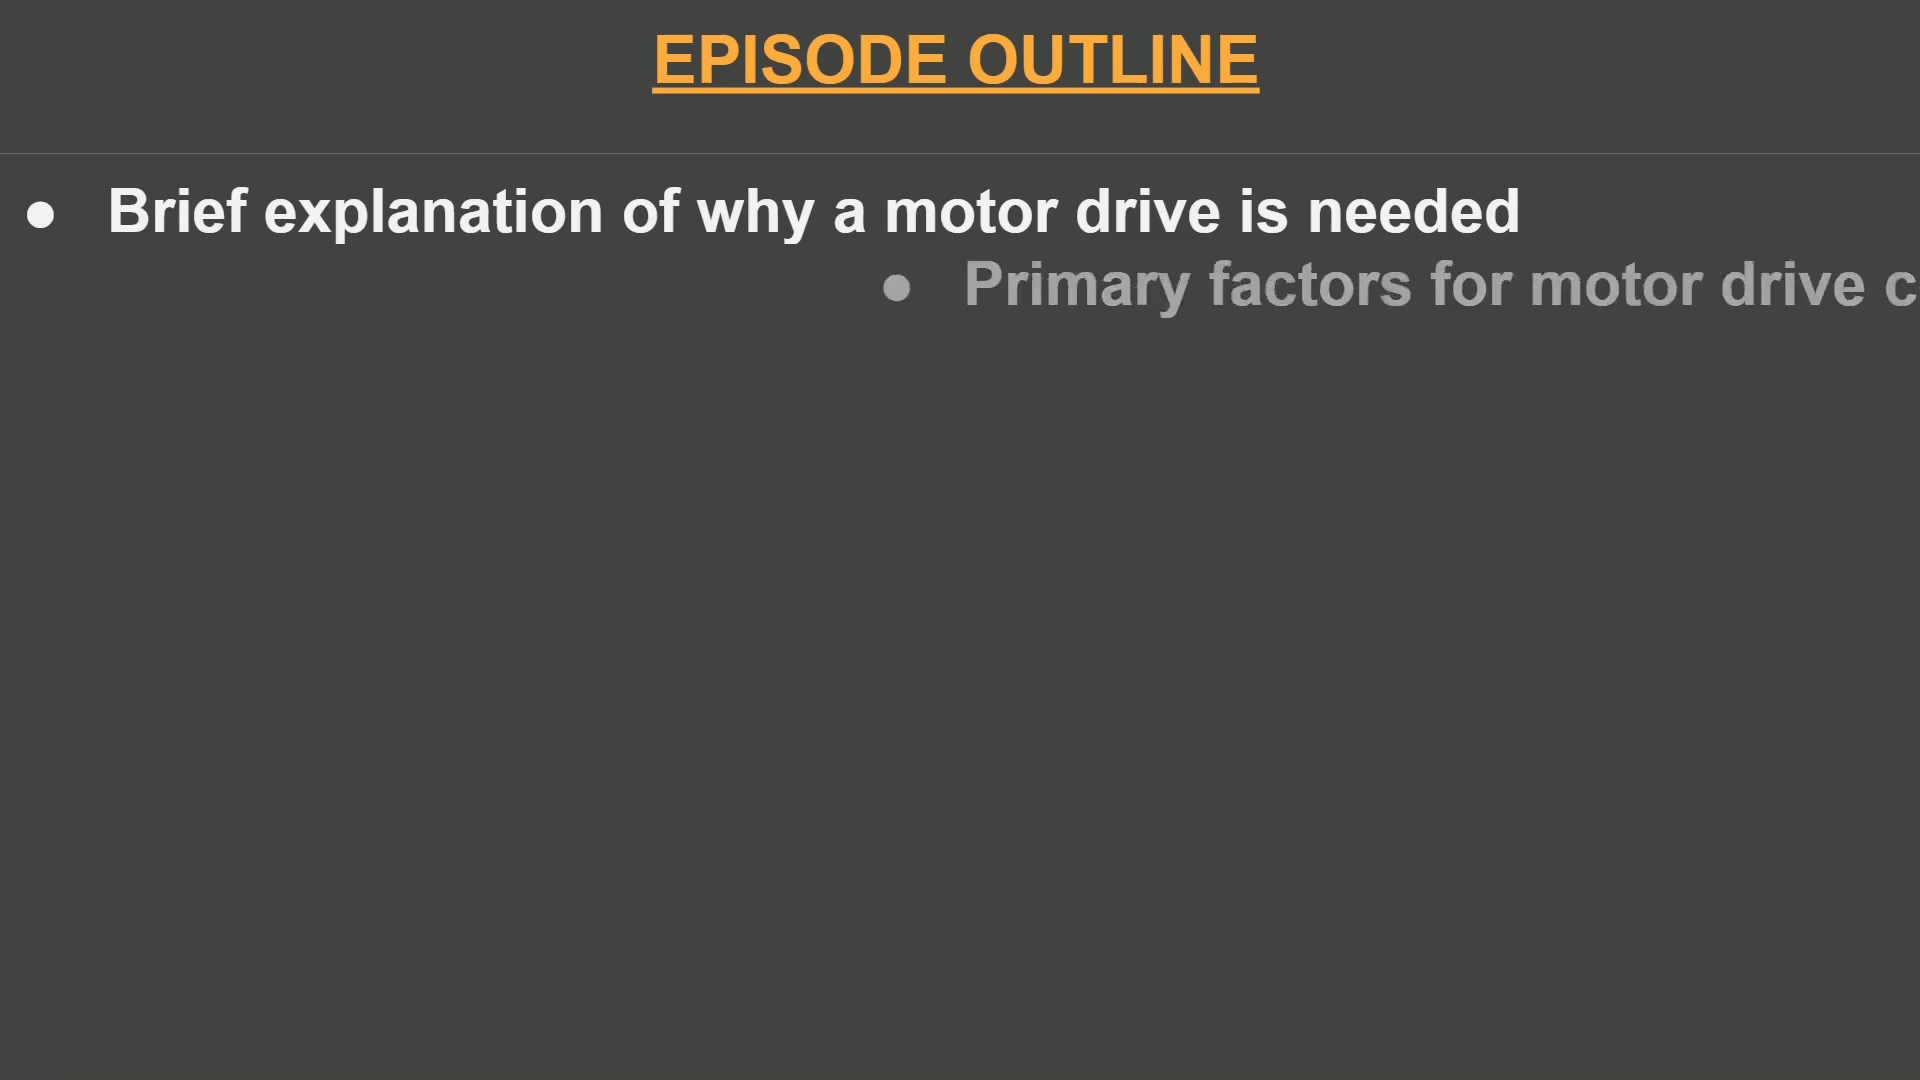 EPISODE OUTLINE
● Brief explanation of why a motor drive is needed
● Primary factors for motor drive